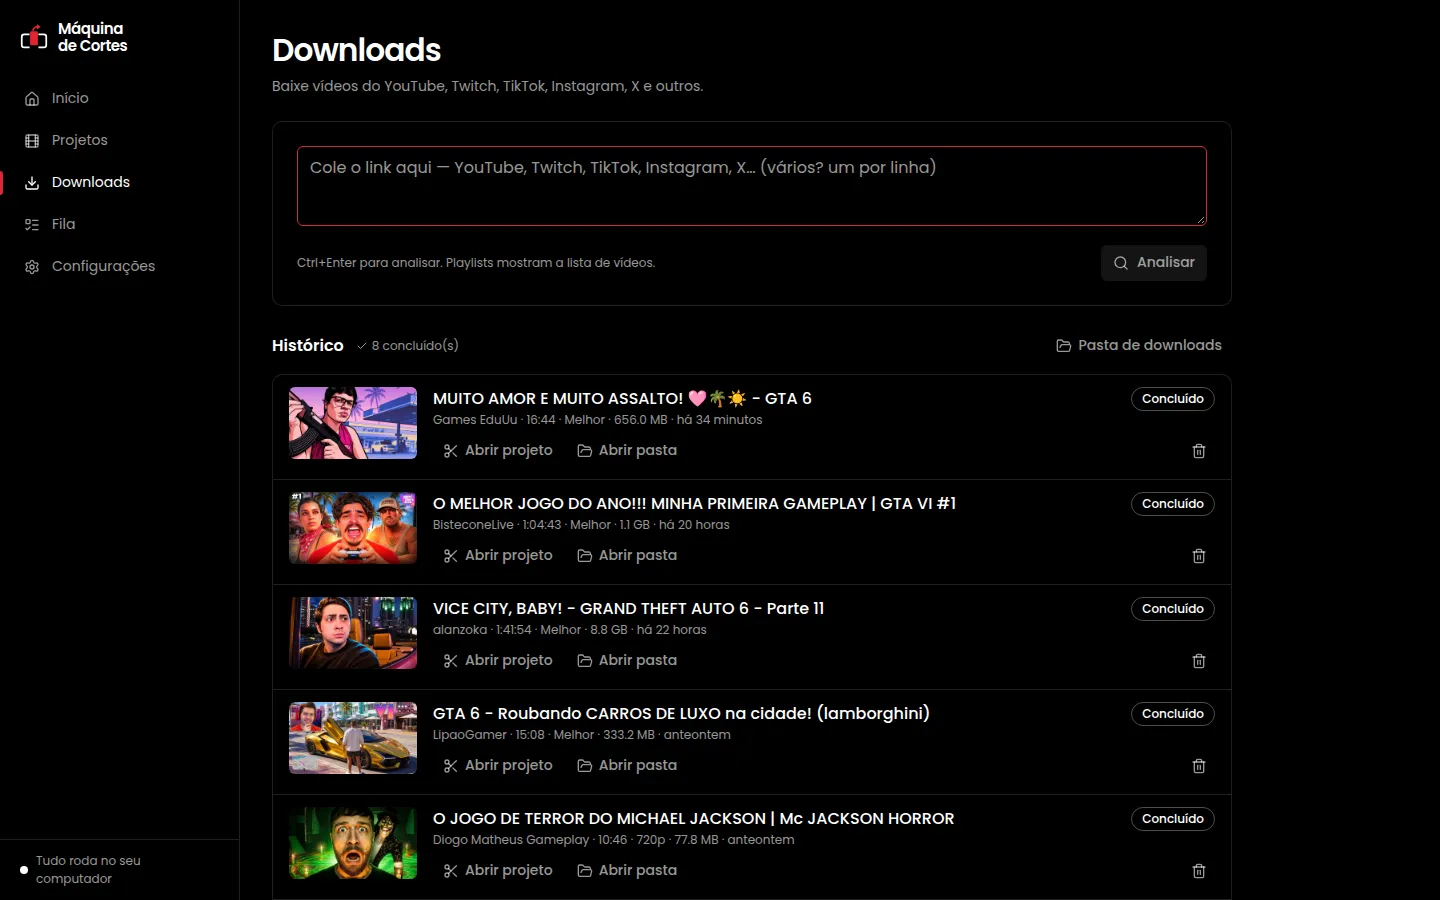 Máquina
de Cortes
Início
Projetos
Downloads
Fila
Configurações
Tudo roda no seu
computador
Downloads
Baixe vídeos do YouTube, Twitch, TikTok, Instagram, X e outros.
Cole o link aqui — YouTube, Twitch, TikTok, Instagram, X... (vários? um por linha)
Ctrl+Enter para analisar. Playlists mostram a lista de vídeos.
Analisar
Histórico
8 concluído(s)
Pasta de downloads
MUITO AMOR E MUITO ASSALTO! 🩷🌴☀️ - GTA 6
Concluído
Games EduUu · 16:44 · Melhor · 656.0 MB · há 34 minutos
Abrir projeto
Abrir pasta
#1
O MELHOR JOGO DO ANO!!! MINHA PRIMEIRA GAMEPLAY | GTA VI #1
Concluído
BisteconeLive · 1:04:43 · Melhor · 1.1 GB · há 20 horas
Abrir projeto
Abrir pasta
VICE CITY, BABY! - GRAND THEFT AUTO 6 - Parte 11
Concluído
alanzoka · 1:41:54 · Melhor · 8.8 GB · há 22 horas
Abrir projeto
Abrir pasta
GTA 6 - Roubando CARROS DE LUXO na cidade! (lamborghini)
Concluído
LipaoGamer · 15:08 · Melhor · 333.2 MB · anteontem
Abrir projeto
Abrir pasta
O JOGO DE TERROR DO MICHAEL JACKSON | Mc JACKSON HORROR
Concluído
Diogo Matheus Gameplay · 10:46 · 720p · 77.8 MB · anteontem
Abrir projeto
Abrir pasta